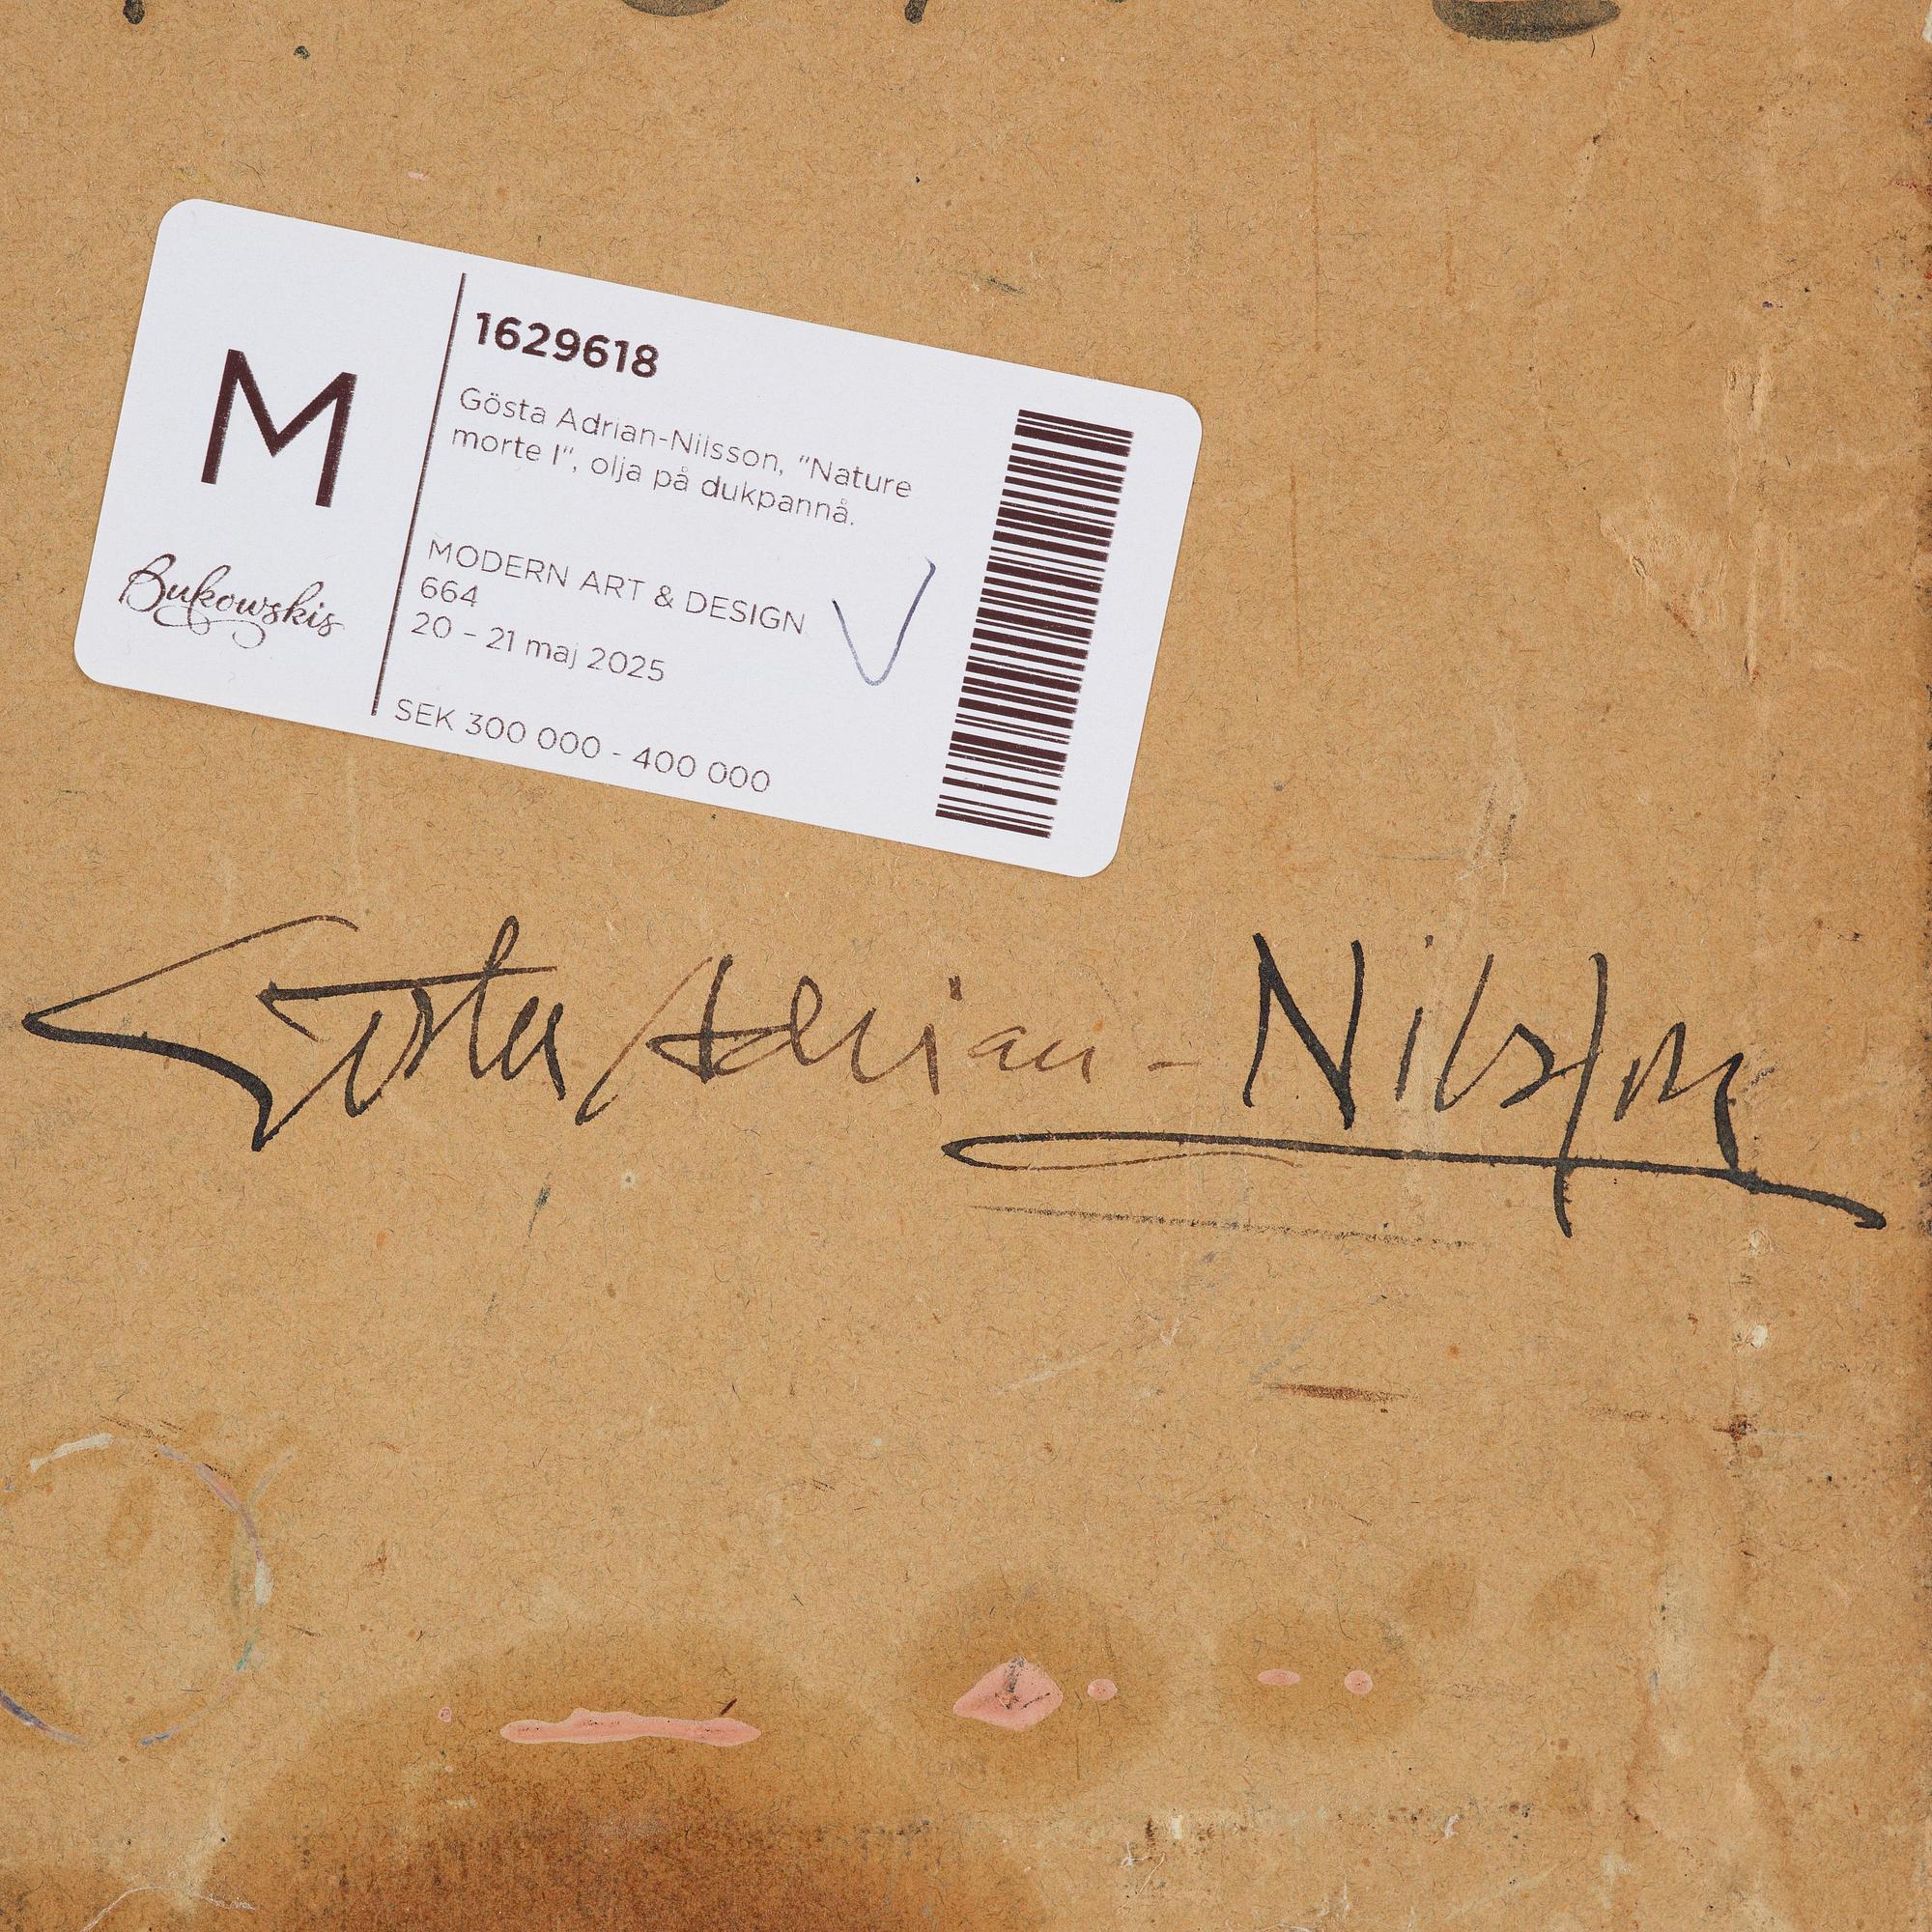 M
Bukowskis
1629618
Gösta Adrian-Nilsson, “Nature
morte I“, olja på dukpannå.
MODERN ART & DESIGN
664
20 - 21 maj 2025
SEK 300 000 - 400 000
Gösta Adrian-Nilsson